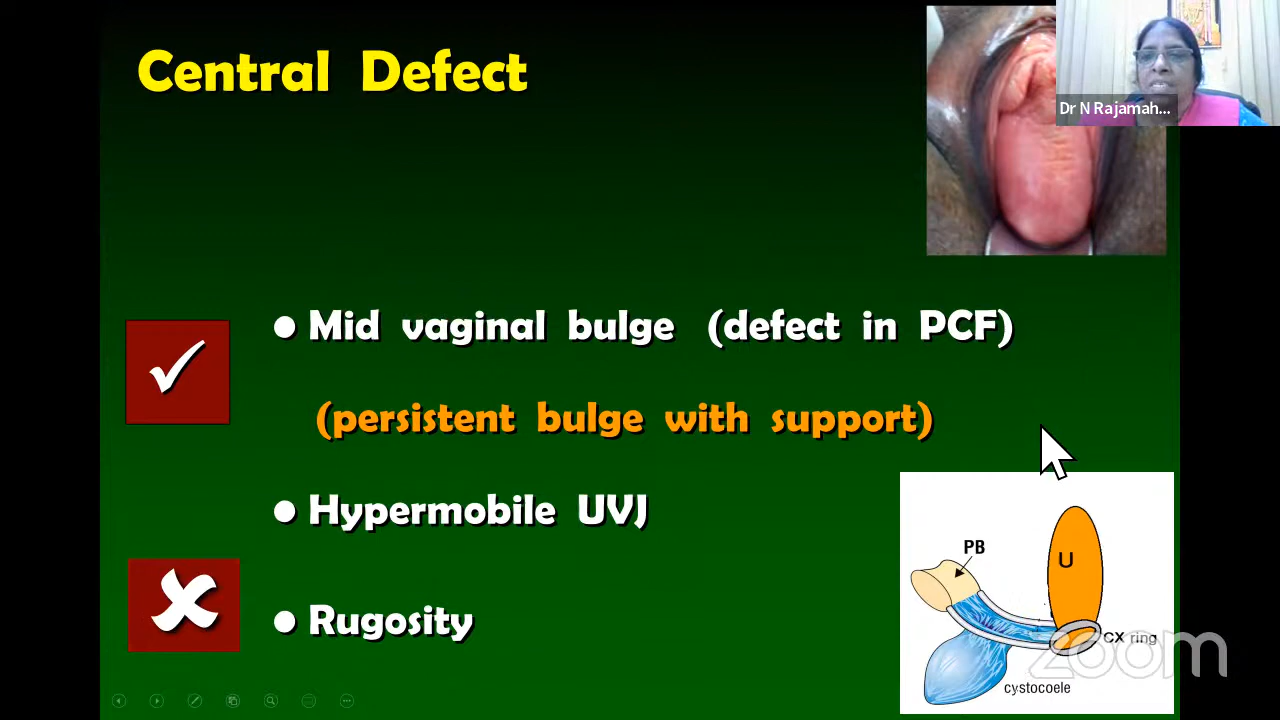 Central Defect
Dr N Rajamah...
• Mid vaginal bulge (defect in PCF)
(persistent bulge with support)
• Hypermobile UVJ
• Rugosity
PB
U
CX ring
cystocoele
zoom